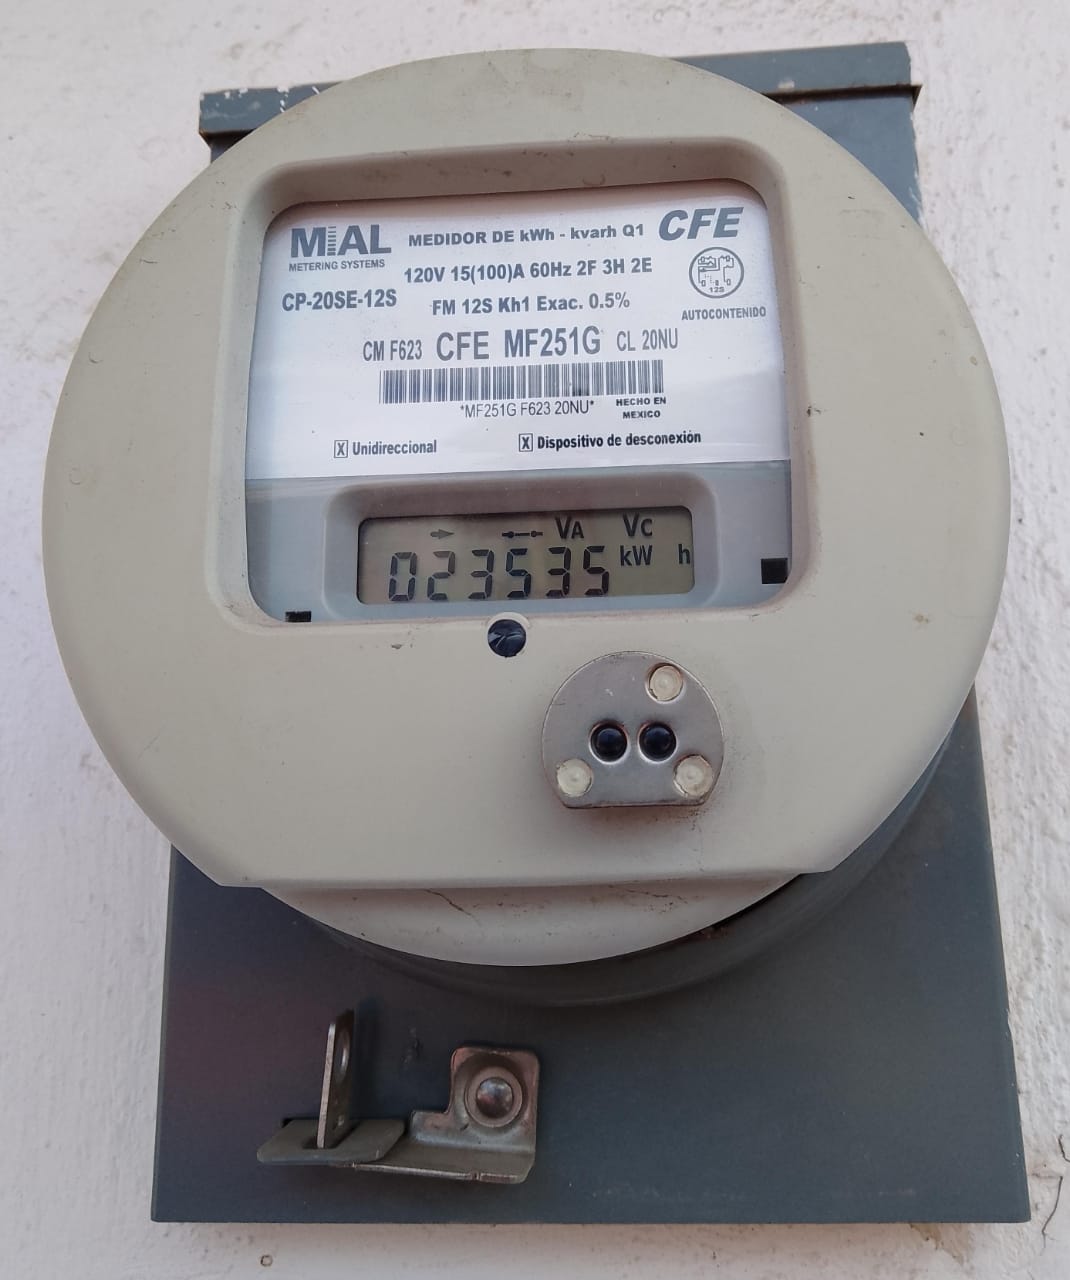 MIAL
METERING SYSTEMS
MEDIDOR DE kWh - kvarh Q1
CFE
120V 15(100)A 60Hz 2F 3H 2E
CP-20SE-12S
FM 12S Kh1 Exac. 0.5%
12S
AUTOCONTENIDO
CM F623 CFE MF251G CL 20NU
*MF251G F623 20NU*
HECHO EN
MEXICO
X Unidireccional
X Dispositivo de desconexión
VA VC
023535 kW h